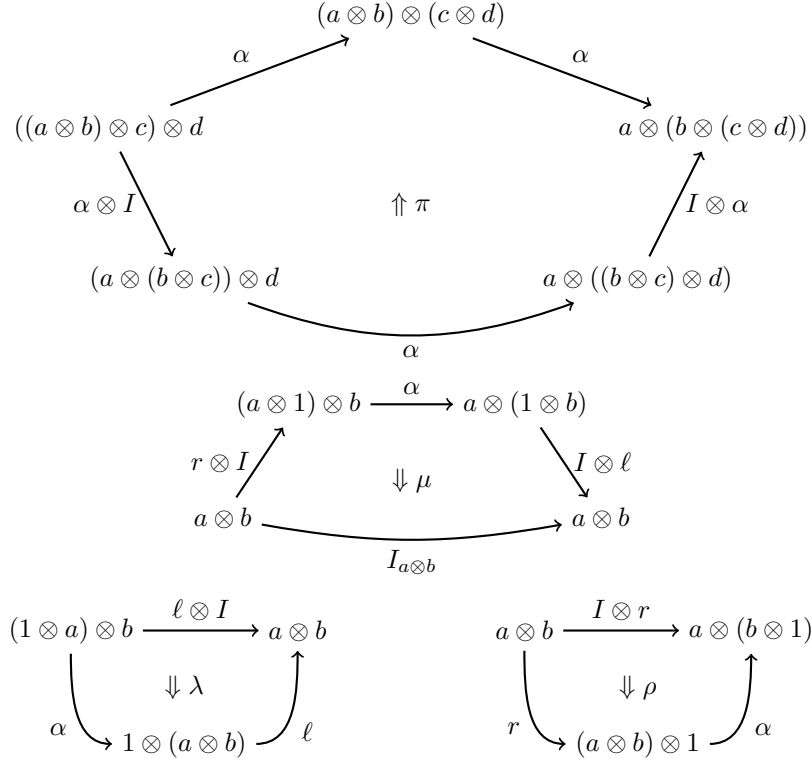 (a ⊗ b) ⊗ (c ⊗ d)
α α
((a ⊗ b) ⊗ c) ⊗ d a ⊗ (b ⊗ (c ⊗ d))
α ⊗ I ⇑ π I ⊗ α
(a ⊗ (b ⊗ c)) ⊗ d a ⊗ ((b ⊗ c) ⊗ d)
α
(a ⊗ 1) ⊗ b α a ⊗ (1 ⊗ b)
r ⊗ I ⇓ μ I ⊗ ℓ
a ⊗ b a ⊗ b
I_{a⊗b}
(1 ⊗ a) ⊗ b ℓ ⊗ I a ⊗ b a ⊗ b I ⊗ r a ⊗ (b ⊗ 1)
⇓ λ ⇓ ρ
α 1 ⊗ (a ⊗ b) ℓ r (a ⊗ b) ⊗ 1 α